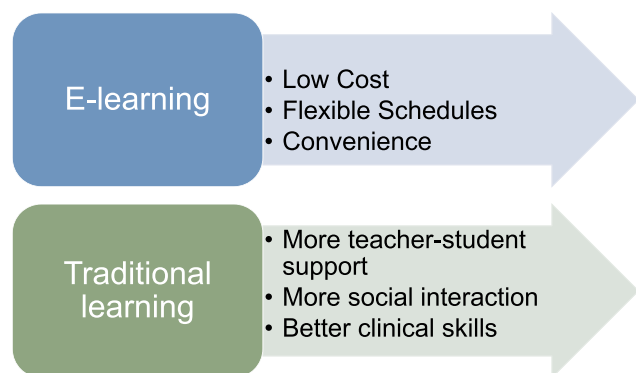 E-learning
• Low Cost
• Flexible Schedules
• Convenience
Traditional
learning
• More teacher-student
support
• More social interaction
• Better clinical skills